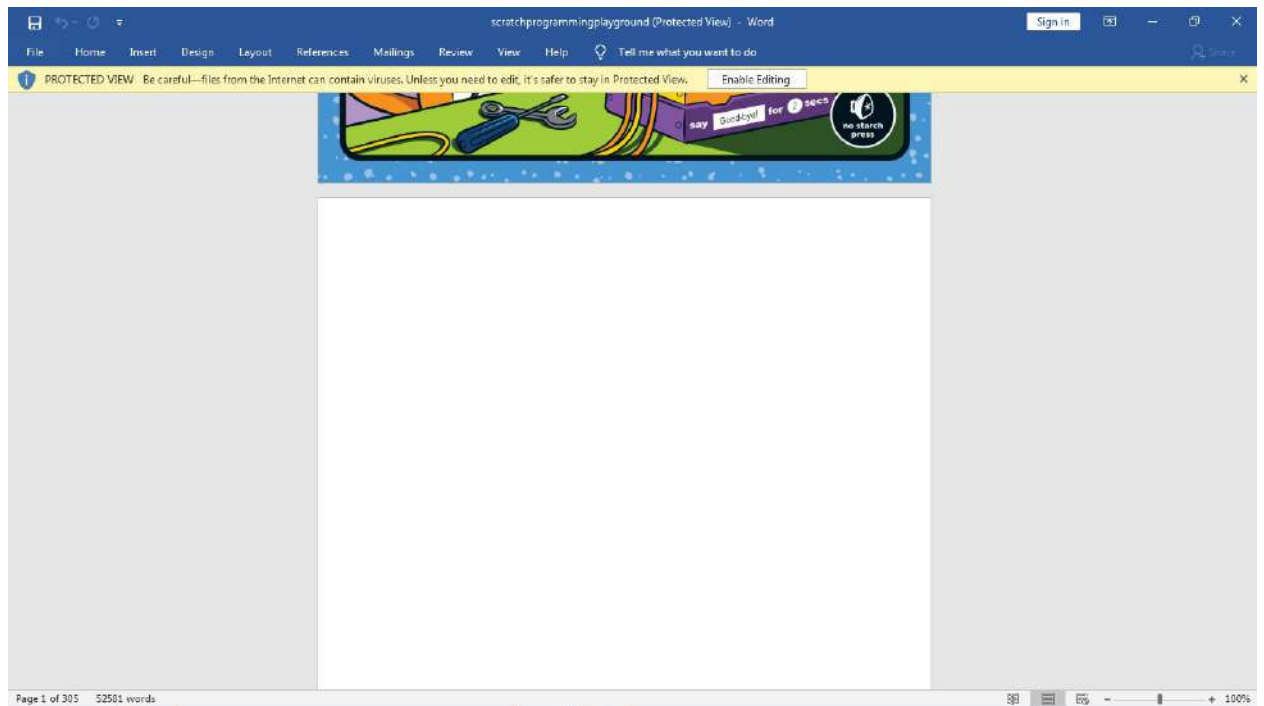 scratchprogrammingplayground (Protected View) - Word
Sign in
File Home Insert Design Layout References Mailings Review View Help Tell me what you want to do Share
PROTECTED VIEW Be careful—files from the Internet can contain viruses. Unless you need to edit, it's safer to stay in Protected View. Enable Editing
say Goodbye! for 2 secs
no starch
press
Page 1 of 305 52581 words
100%